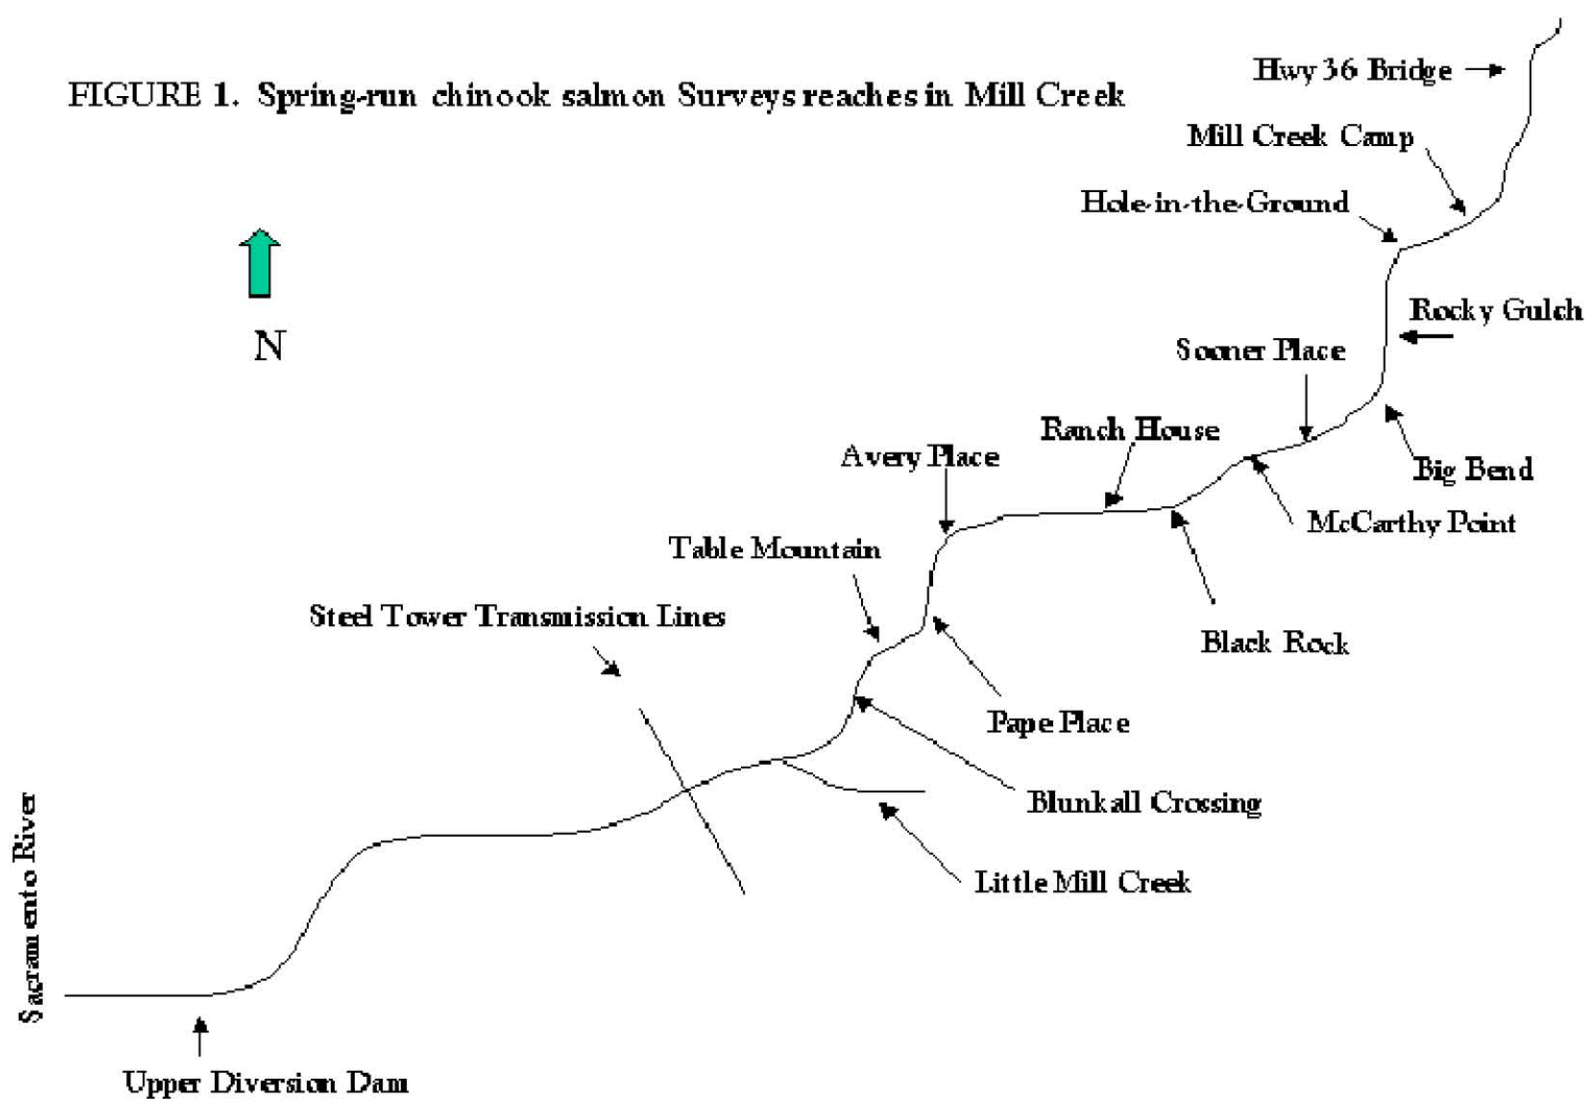 Hwy 36 Bridge
FIGURE 1. Spring-run chinook salmon Surveys reaches in Mill Creek
Mill Creek Camp
Hole-in-the-Ground
Rocky Gulch
N
Sooner Place
Ranch House
Avery Place
Big Bend
McCarthy Point
Table Mountain
Steel Tower Transmission Lines
Black Rock
Pape Place
Blunkall Crossing
Little Mill Creek
Sacramento River
Upper Diversion Dam